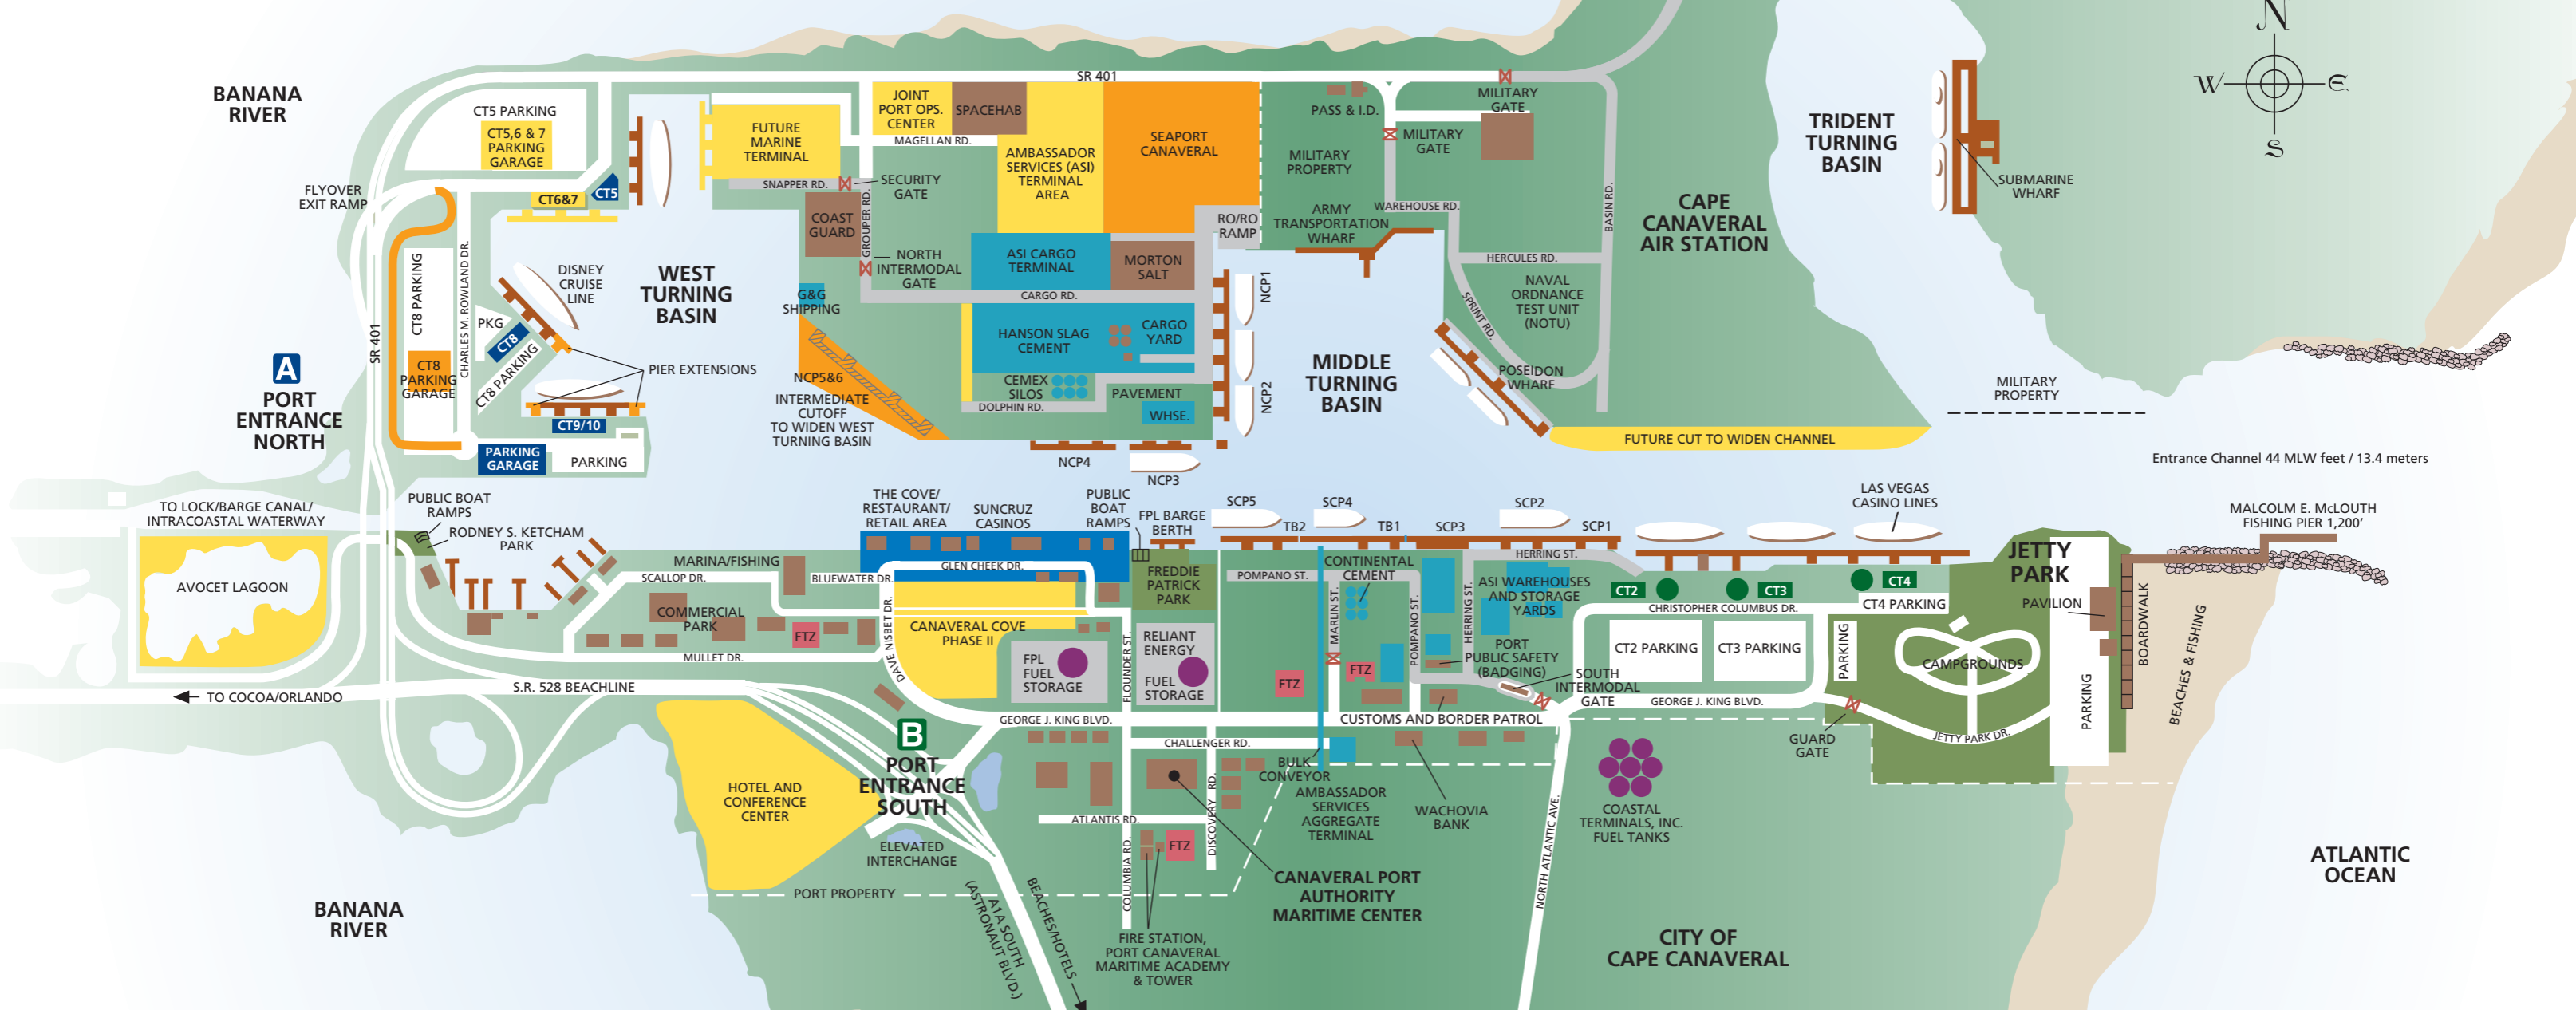 N
W
E
S
BANANA
RIVER
SR 401
CT5 PARKING
CT5,6 & 7
PARKING
GARAGE
FLYOVER
EXIT RAMP
CT6&7
CT5
FUTURE
MARINE
TERMINAL
JOINT
PORT OPS.
CENTER
SPACEHAB
MAGELLAN RD.
SNAPPER RD.
SECURITY
GATE
COAST
GUARD
GROUPER RD.
NORTH
INTERMODAL
GATE
AMBASSADOR
SERVICES (ASI)
TERMINAL
AREA
SEAPORT
CANAVERAL
RO/RO
RAMP
PASS & I.D.
MILITARY
GATE
MILITARY
GATE
MILITARY
PROPERTY
ARMY
TRANSPORTATION
WHARF
WAREHOUSE RD.
BASIN RD.
HERCULES RD.
NAVAL
ORDNANCE
TEST UNIT
(NOTU)
SPRINT RD.
POSEIDON
WHARF
CAPE
CANAVERAL
AIR STATION
TRIDENT
TURNING
BASIN
SUBMARINE
WHARF
ASI CARGO
TERMINAL
MORTON
SALT
CARGO RD.
G&G
SHIPPING
HANSON SLAG
CEMENT
CARGO
YARD
CEMEX
SILOS
PAVEMENT
DOLPHIN RD.
WHSE.
NCP1
NCP2
NCP5&6
INTERMEDIATE
CUTOFF
TO WIDEN WEST
TURNING BASIN
NCP4
NCP3
WEST
TURNING
BASIN
MIDDLE
TURNING
BASIN
DISNEY
CRUISE
LINE
PKG
CT8
CT8 PARKING
CT8 PARKING
CT8
PARKING
GARAGE
CHARLES M. ROWLAND DR.
SR 401
PIER EXTENSIONS
CT9/10
PARKING
GARAGE
PARKING
A
PORT
ENTRANCE
NORTH
FUTURE CUT TO WIDEN CHANNEL
MILITARY
PROPERTY
Entrance Channel 44 MLW feet / 13.4 meters
TO LOCK/BARGE CANAL/
INTRACOASTAL WATERWAY
PUBLIC BOAT
RAMPS
RODNEY S. KETCHAM
PARK
AVOCET LAGOON
MARINA/FISHING
SCALLOP DR.
BLUEWATER DR.
COMMERCIAL
PARK
FTZ
MULLET DR.
THE COVE/
RESTAURANT/
RETAIL AREA
SUNCRUZ
CASINOS
PUBLIC
BOAT
RAMPS
FPL BARGE
BERTH
GLEN CHEEK DR.
DAVE NISBET DR.
CANAVERAL COVE
PHASE II
FPL
FUEL
STORAGE
FLOUNDER ST.
FREDDIE
PATRICK
PARK
RELIANT
ENERGY
FUEL
STORAGE
SCP5
TB2
SCP4
TB1
SCP3
SCP2
SCP1
POMPANO ST.
CONTINENTAL
CEMENT
MARLIN ST.
POMPANO ST.
HERRING ST.
HERRING ST.
ASI WAREHOUSES
AND STORAGE
YARDS
FTZ
FTZ
PORT
PUBLIC SAFETY
(BADGING)
SOUTH
INTERMODAL
GATE
LAS VEGAS
CASINO LINES
CT2
CT3
CT4
CHRISTOPHER COLUMBUS DR.
CT4 PARKING
CT2 PARKING
CT3 PARKING
PARKING
GEORGE J. KING BLVD.
GUARD
GATE
CAMPGROUNDS
JETTY PARK DR.
JETTY
PARK
PAVILION
PARKING
BOARDWALK
BEACHES & FISHING
MALCOLM E. McLOUTH
FISHING PIER 1,200'
TO COCOA/ORLANDO
S.R. 528 BEACHLINE
GEORGE J. KING BLVD.
CUSTOMS AND BORDER PATROL
B
PORT
ENTRANCE
SOUTH
HOTEL AND
CONFERENCE
CENTER
ELEVATED
INTERCHANGE
CHALLENGER RD.
ATLANTIS RD.
COLUMBIA RD.
DISCOVERY RD.
FTZ
BULK
CONVEYOR
AMBASSADOR
SERVICES
AGGREGATE
TERMINAL
WACHOVIA
BANK
COASTAL
TERMINALS, INC.
FUEL TANKS
NORTH ATLANTIC AVE.
PORT PROPERTY
A1A SOUTH
(ASTRONAUT BLVD.)
BEACHES/HOTELS
CANAVERAL PORT
AUTHORITY
MARITIME CENTER
FIRE STATION,
PORT CANAVERAL
MARITIME ACADEMY
& TOWER
BANANA
RIVER
CITY OF
CAPE CANAVERAL
ATLANTIC
OCEAN